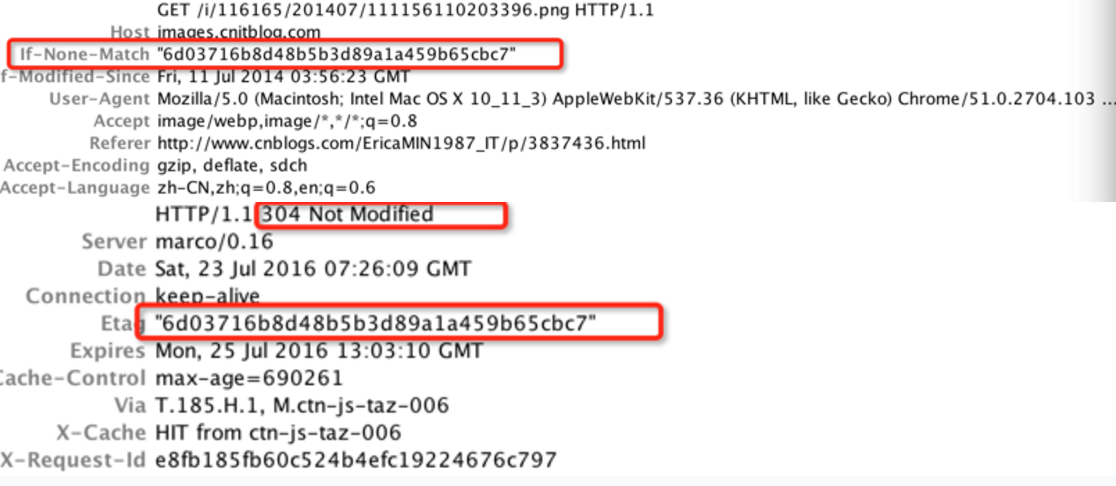 GET /i/116165/201407/111156110203396.png HTTP/1.1
Host images.cnitblog.com
If-None-Match "6d03716b8d48b5b3d89a1a459b65cbc7"
f-Modified-Since Fri, 11 Jul 2014 03:56:23 GMT
User-Agent Mozilla/5.0 (Macintosh; Intel Mac OS X 10_11_3) AppleWebKit/537.36 (KHTML, like Gecko) Chrome/51.0.2704.103 ...
Accept image/webp,image/*,*/*;q=0.8
Referer http://www.cnblogs.com/EricaMIN1987_IT/p/3837436.html
Accept-Encoding gzip, deflate, sdch
Accept-Language zh-CN,zh;q=0.8,en;q=0.6
HTTP/1.1 304 Not Modified
Server marco/0.16
Date Sat, 23 Jul 2016 07:26:09 GMT
Connection keep-alive
Etag "6d03716b8d48b5b3d89a1a459b65cbc7"
Expires Mon, 25 Jul 2016 13:03:10 GMT
Cache-Control max-age=690261
Via T.185.H.1, M.ctn-js-taz-006
X-Cache HIT from ctn-js-taz-006
X-Request-Id e8fb185fb60c524b4efc19224676c797